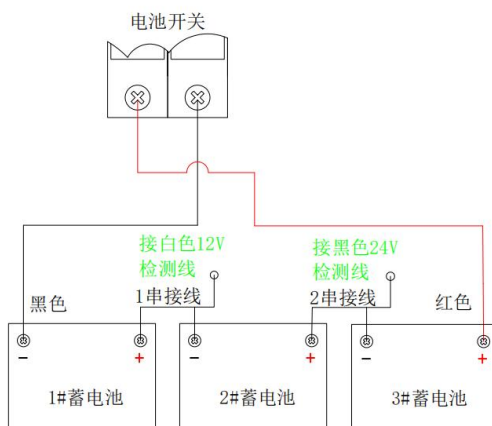 电池开关
接白色12V
检测线
接黑色24V
检测线
黑色
1串接线
2串接线
红色
- + - + - +
1#蓄电池
2#蓄电池
3#蓄电池